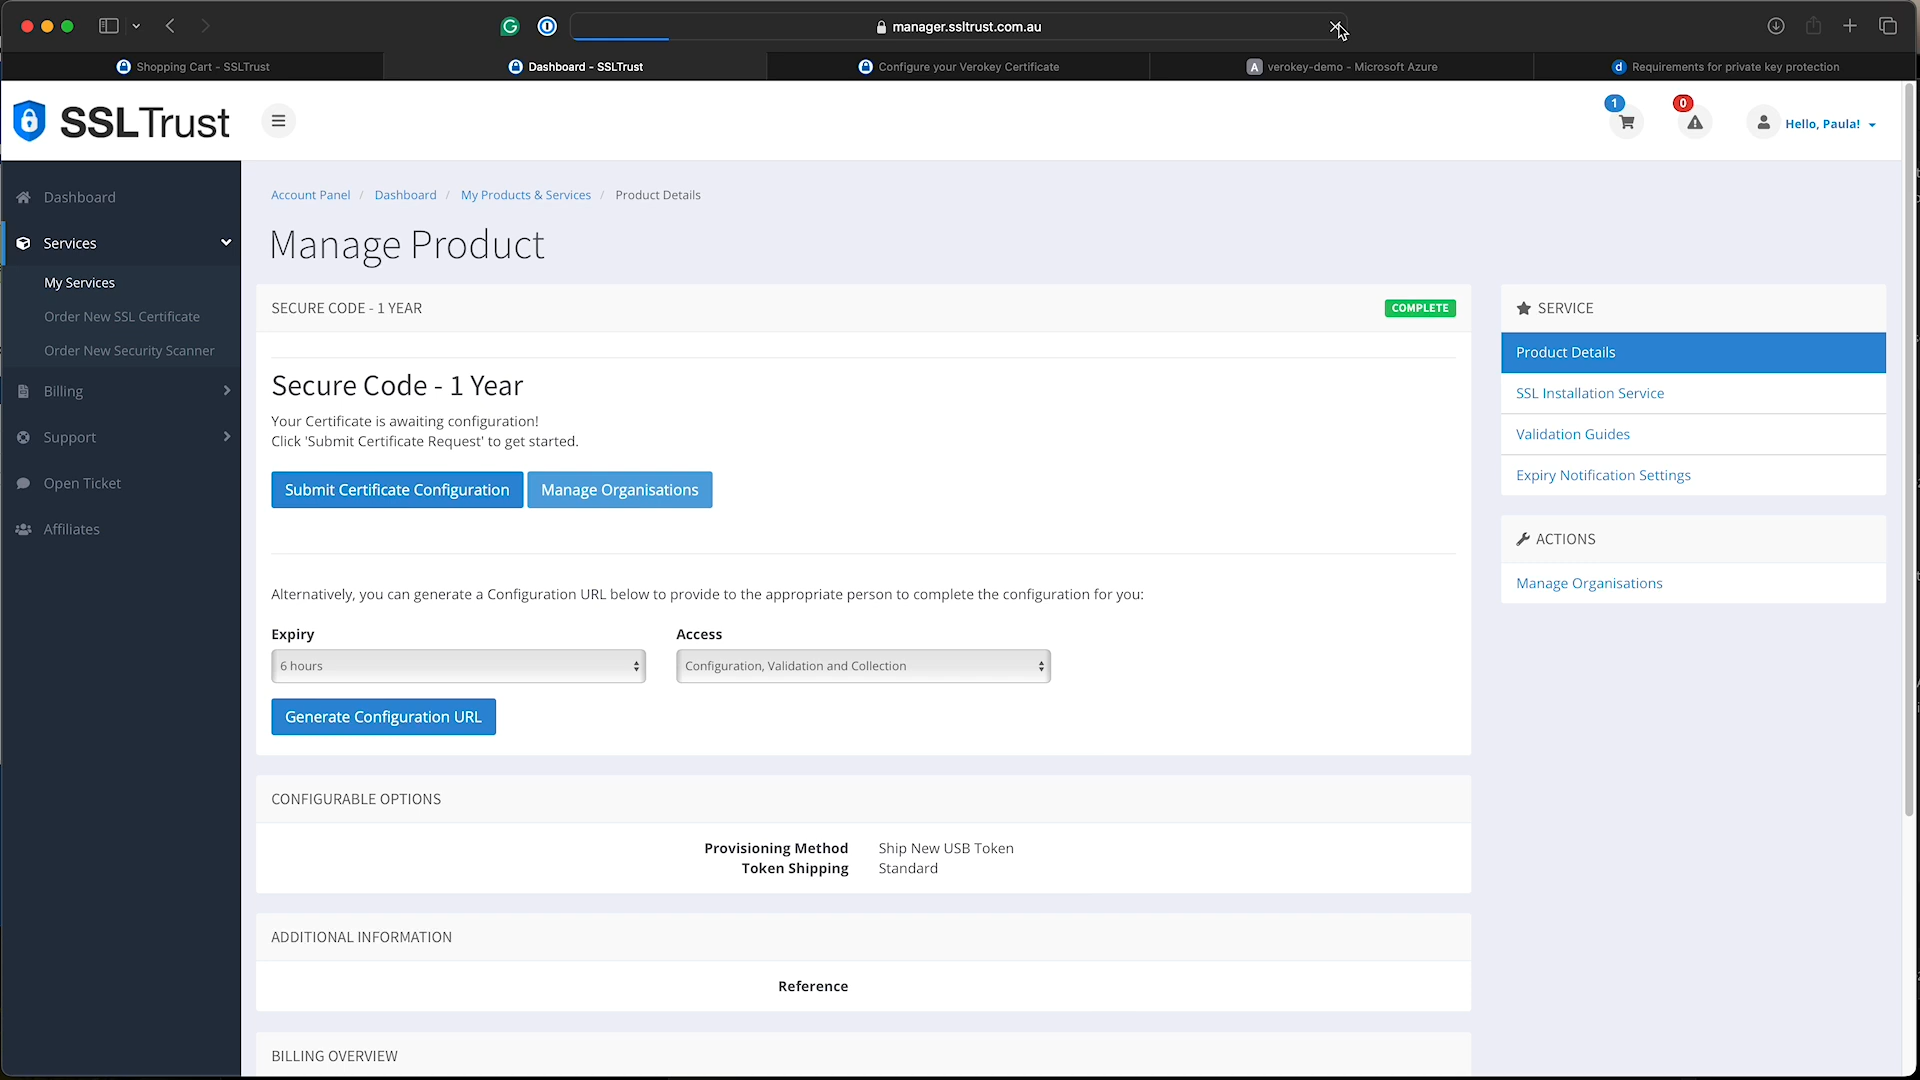 manager.ssltrust.com.au
Shopping Cart - SSLTrust
Dashboard - SSLTrust
Configure your Verokey Certificate
A verokey-demo - Microsoft Azure
d Requirements for private key protection
SSLTrust
1
0
Hello, Paula!
Dashboard
Services
My Services
Order New SSL Certificate
Order New Security Scanner
Billing
Support
Open Ticket
Affiliates
Account Panel / Dashboard / My Products & Services / Product Details
Manage Product
SECURE CODE - 1 YEAR
COMPLETE
Secure Code - 1 Year
Your Certificate is awaiting configuration!
Click 'Submit Certificate Request' to get started.
Submit Certificate Configuration
Manage Organisations
Alternatively, you can generate a Configuration URL below to provide to the appropriate person to complete the configuration for you:
Expiry
Access
6 hours
Configuration, Validation and Collection
Generate Configuration URL
CONFIGURABLE OPTIONS
Provisioning Method Ship New USB Token
Token Shipping Standard
ADDITIONAL INFORMATION
Reference
BILLING OVERVIEW
SERVICE
Product Details
SSL Installation Service
Validation Guides
Expiry Notification Settings
ACTIONS
Manage Organisations